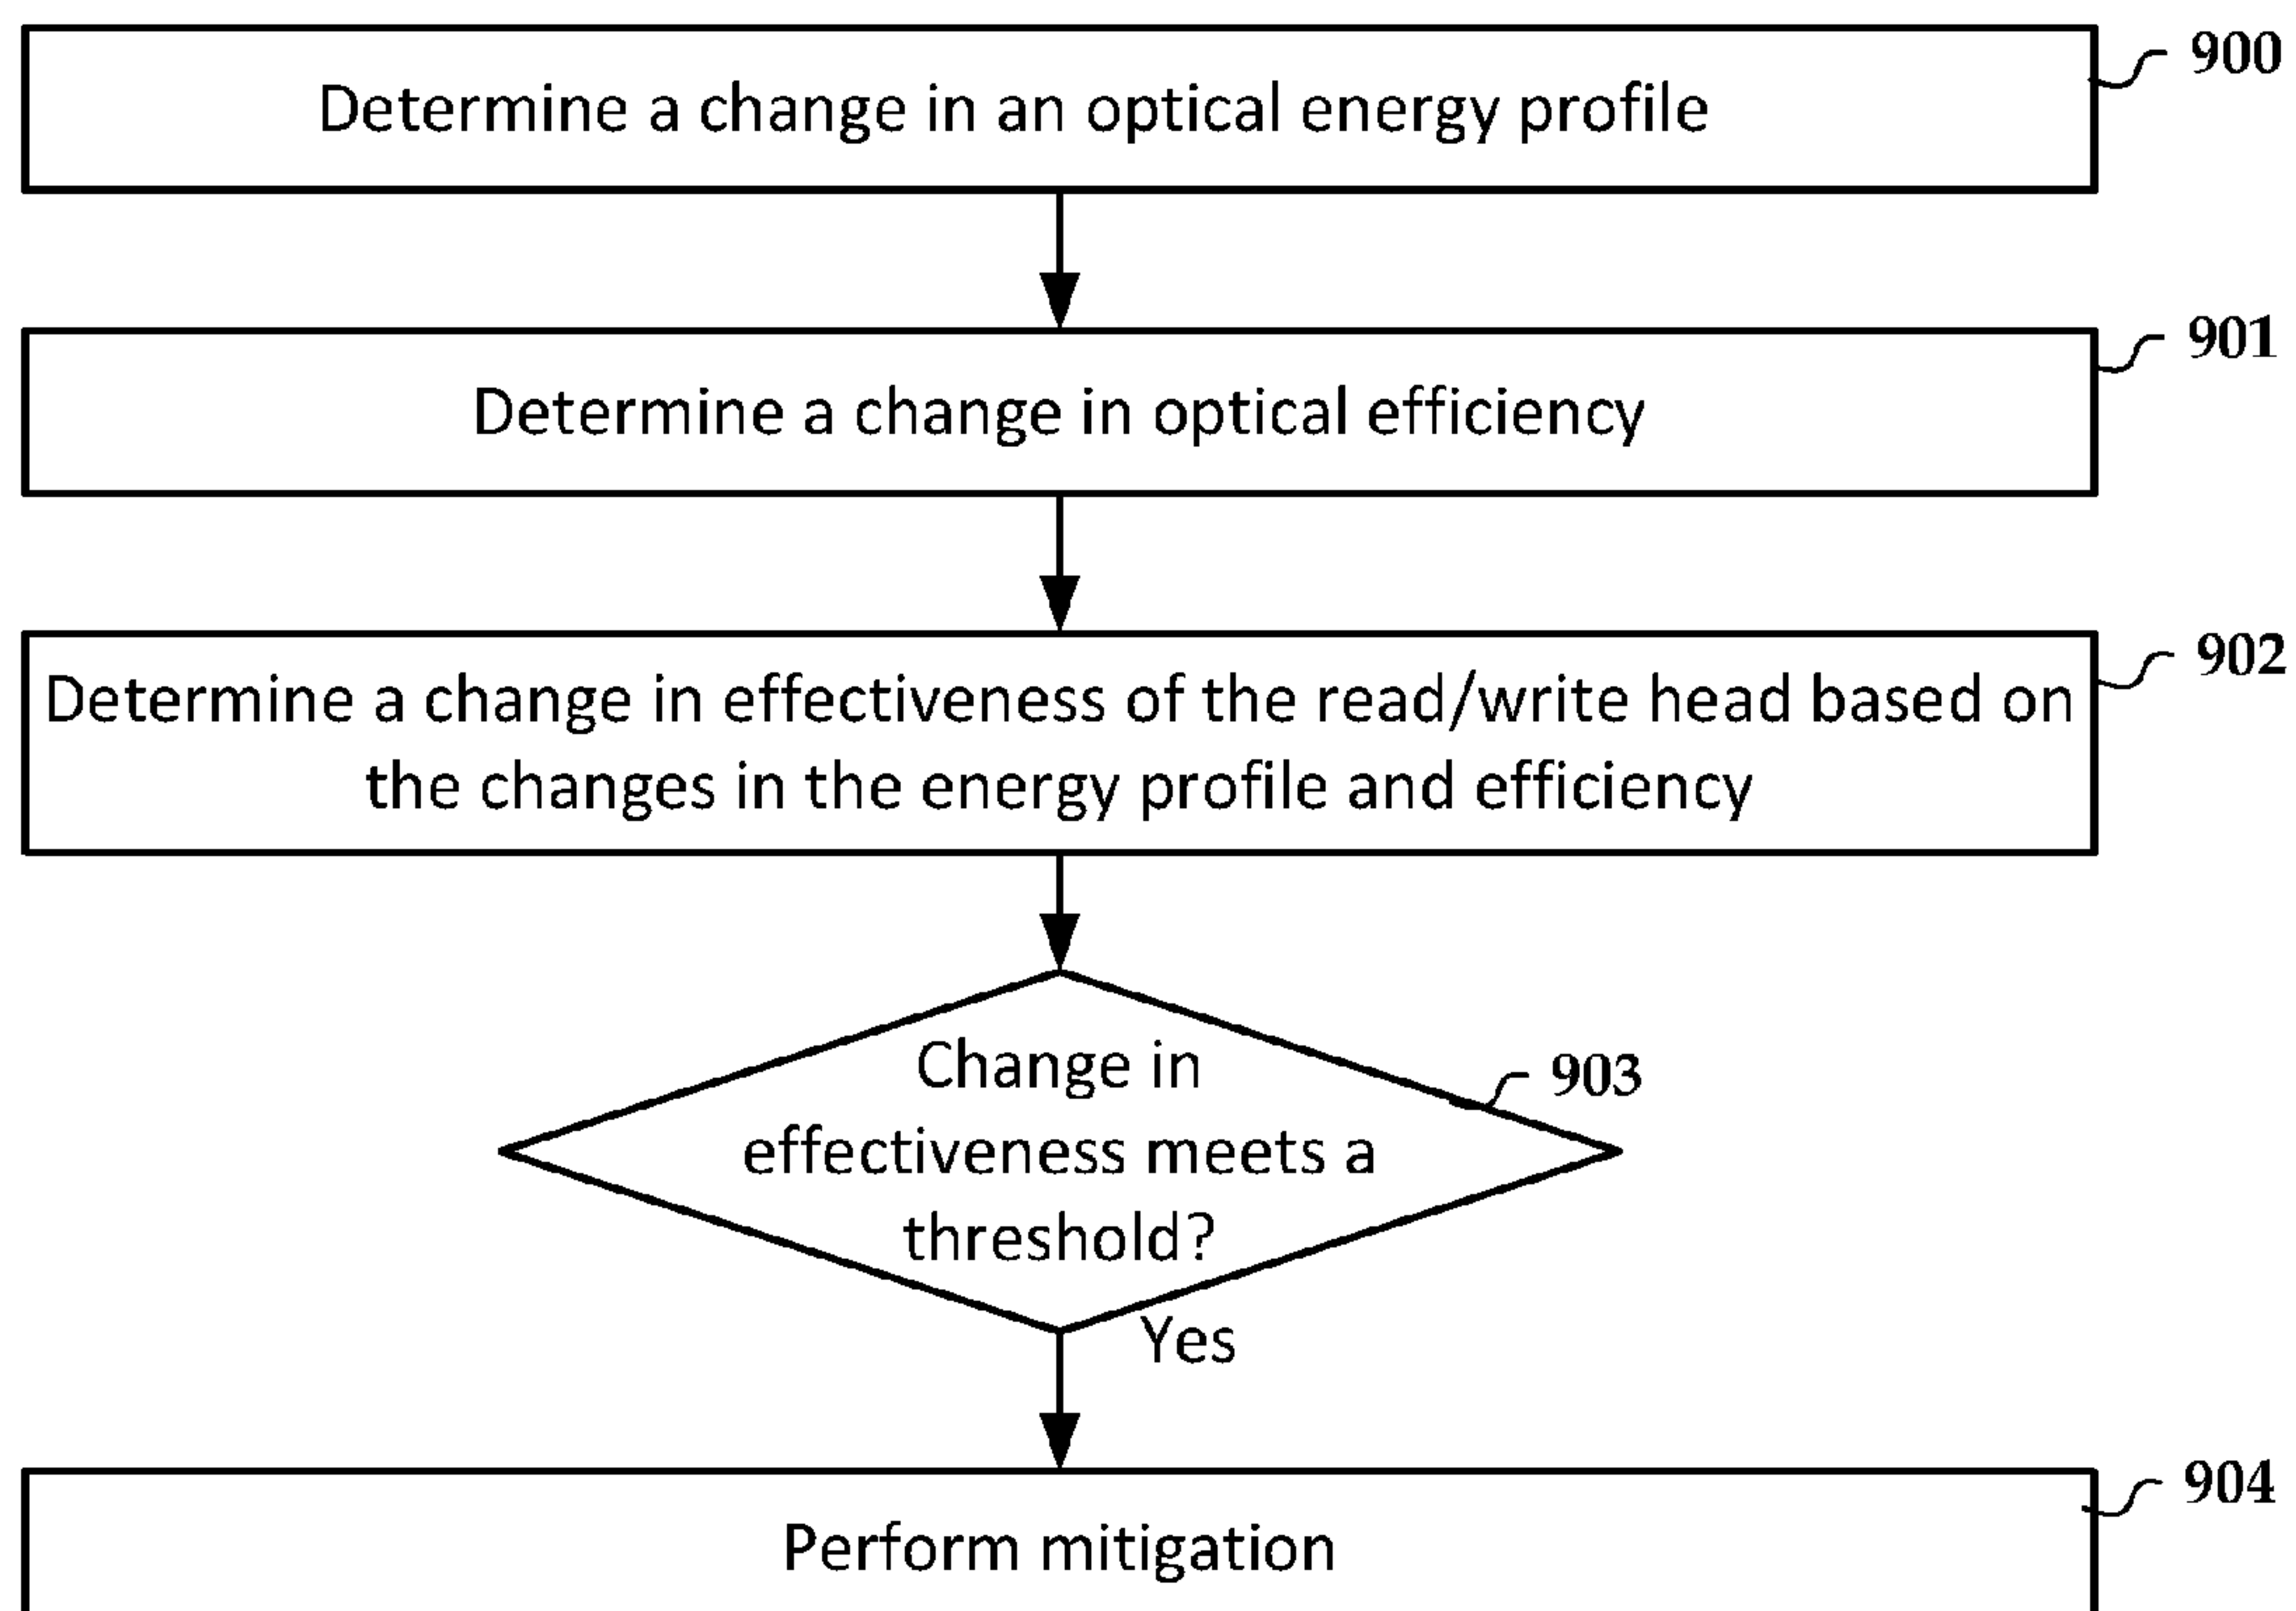 900
Determine a change in an optical energy profile
901
Determine a change in optical efficiency
902
Determine a change in effectiveness of the read/write head based on
the changes in the energy profile and efficiency
903
Change in
effectiveness meets a
threshold?
Yes
904
Perform mitigation